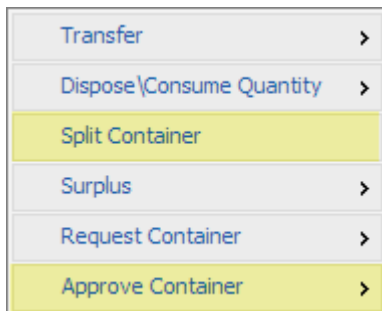 Transfer
Dispose\Consume Quantity
Split Container
Surplus
Request Container
Approve Container